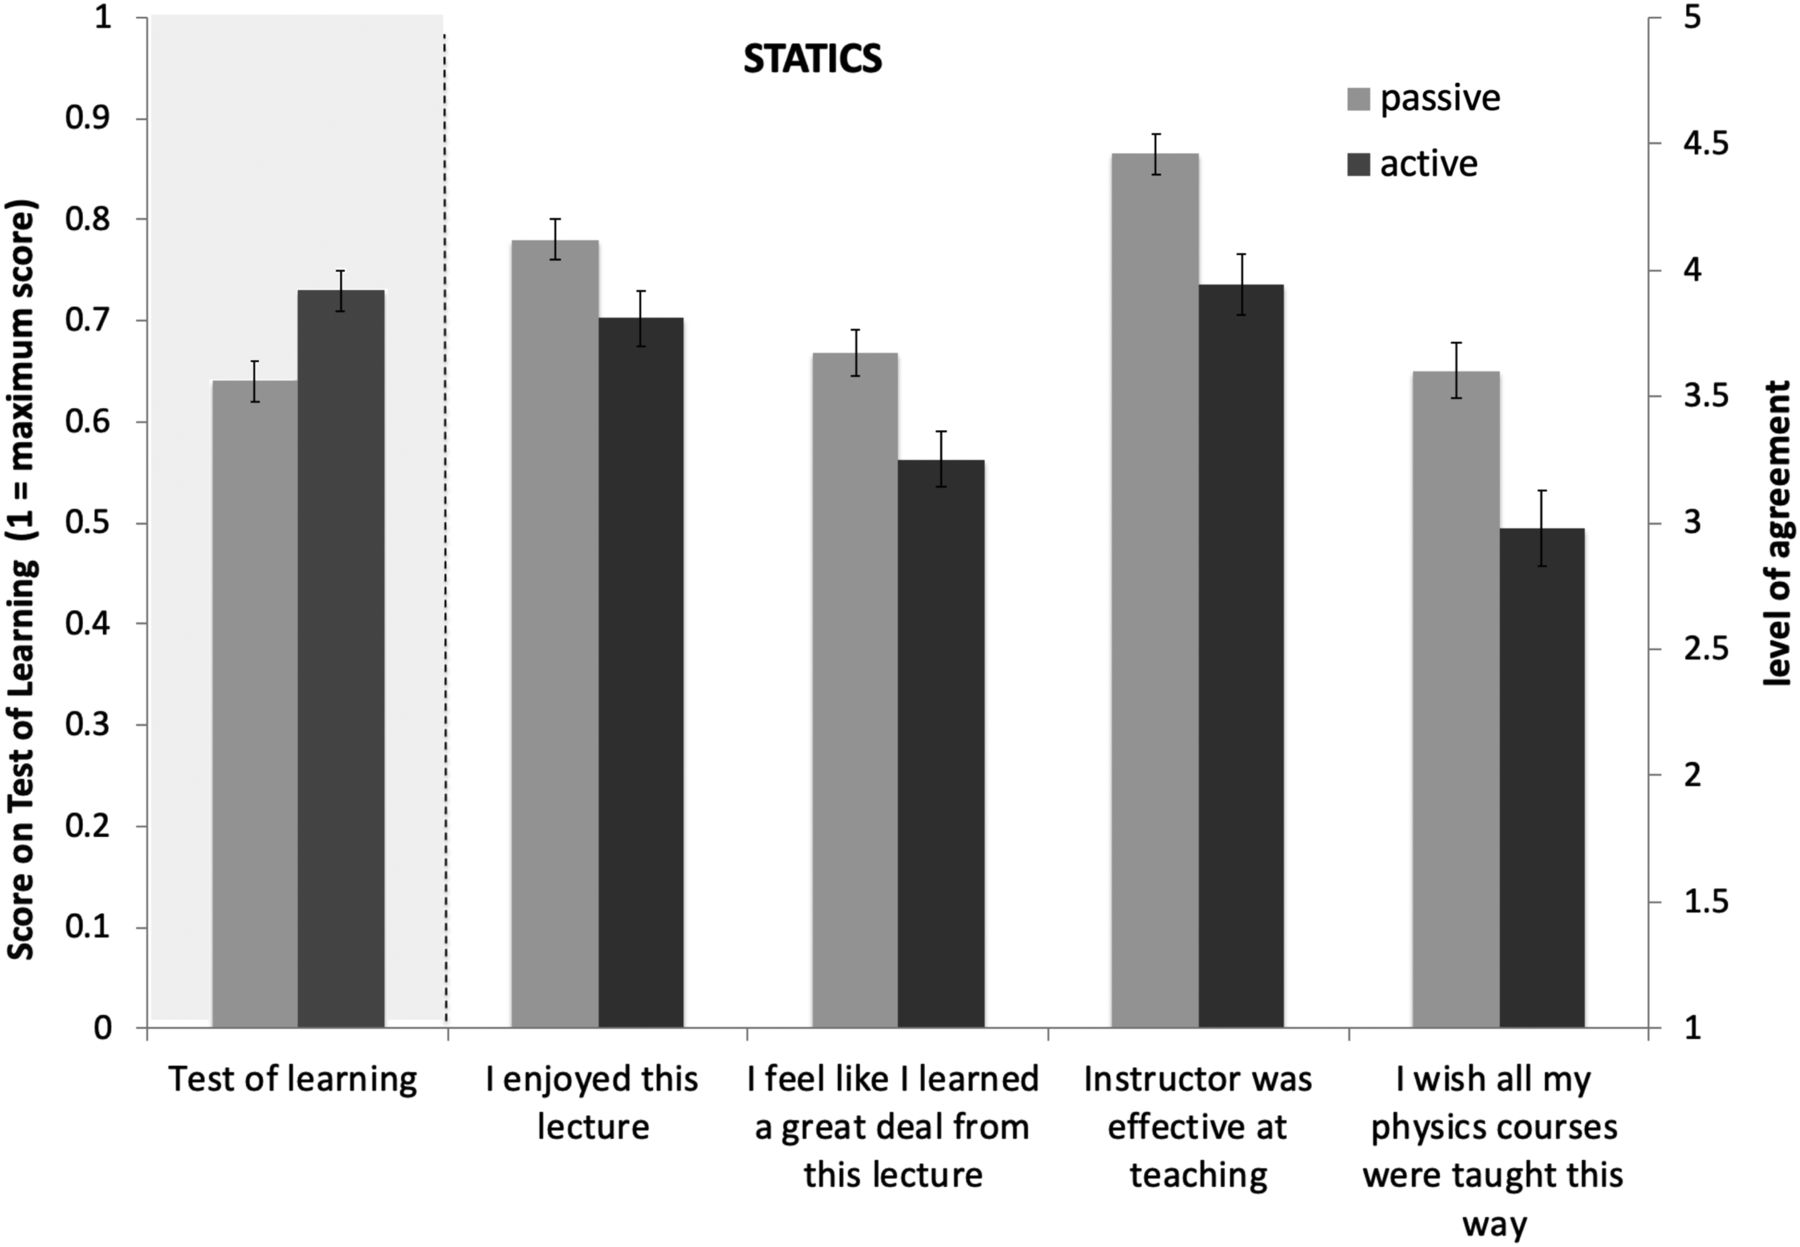 STATICS
passive
active
Score on Test of Learning (1 = maximum score)
1
0.9
0.8
0.7
0.6
0.5
0.4
0.3
0.2
0.1
0
5
4.5
4
3.5
3
2.5
2
1.5
1
level of agreement
Test of learning
I enjoyed this
lecture
I feel like I learned
a great deal from
this lecture
Instructor was
effective at
teaching
I wish all my
physics courses
were taught this
way